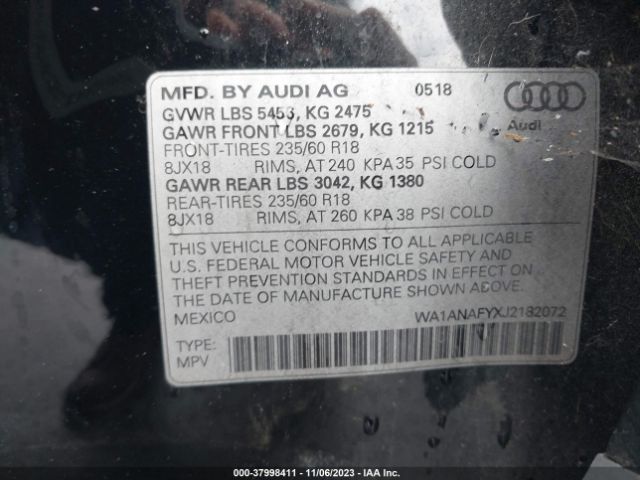 MFD. BY AUDI AG 0518
GVWR LBS 5456, KG 2475
GAWR FRONT LBS 2679, KG 1215
FRONT-TIRES 235/60 R18
8JX18 RIMS, AT 240 KPA 35 PSI COLD
GAWR REAR LBS 3042, KG 1380
REAR-TIRES 235/60 R18
8JX18 RIMS, AT 260 KPA 38 PSI COLD
Audi
THIS VEHICLE CONFORMS TO ALL APPLICABLE
U.S. FEDERAL MOTOR VEHICLE SAFETY AND
THEFT PREVENTION STANDARDS IN EFFECT ON
THE DATE OF MANUFACTURE SHOWN ABOVE.
MEXICO WA1ANAFYXJ2182072
TYPE:
MPV
000-37998411 - 11/06/2023 - IAA Inc.